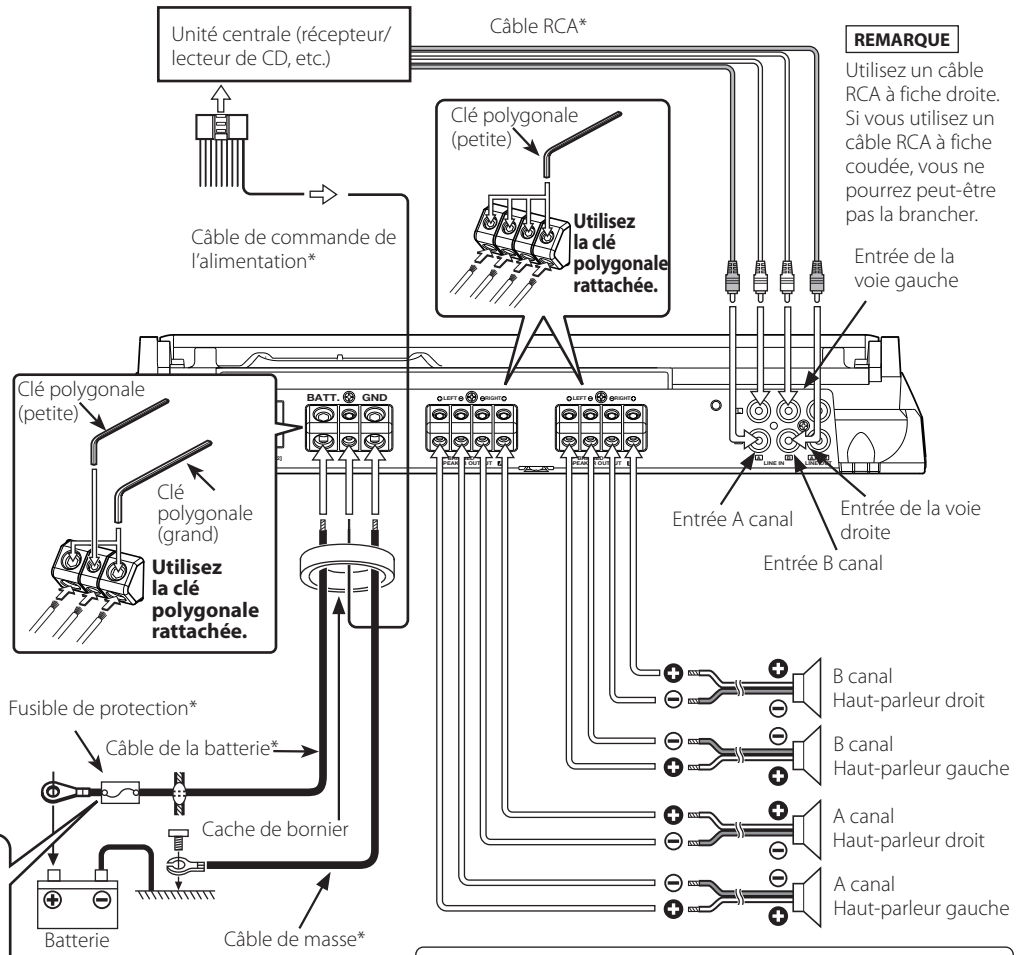 Unité centrale (récepteur/
lecteur de CD, etc.)
Câble RCA*
REMARQUE
Utilisez un câble
RCA à fiche droite.
Si vous utilisez un
câble RCA à fiche
coudée, vous ne
pourrez peut-être
pas la brancher.
Clé polygonale
(petite)
Utilisez
la clé
polygonale
rattachée.
Câble de commande de
l'alimentation*
Entrée de la
voie gauche
Clé polygonale
(petite)
Clé
polygonale
(grand)
Utilisez
la clé
polygonale
rattachée.
BATT. GND
LEFT RIGHT
LEFT RIGHT
A B
LINE IN
Entrée A canal
Entrée de la voie
droite
Entrée B canal
B canal
Haut-parleur droit
B canal
Haut-parleur gauche
A canal
Haut-parleur droit
A canal
Haut-parleur gauche
Fusible de protection*
Câble de la batterie*
Cache de bornier
Batterie
Câble de masse*